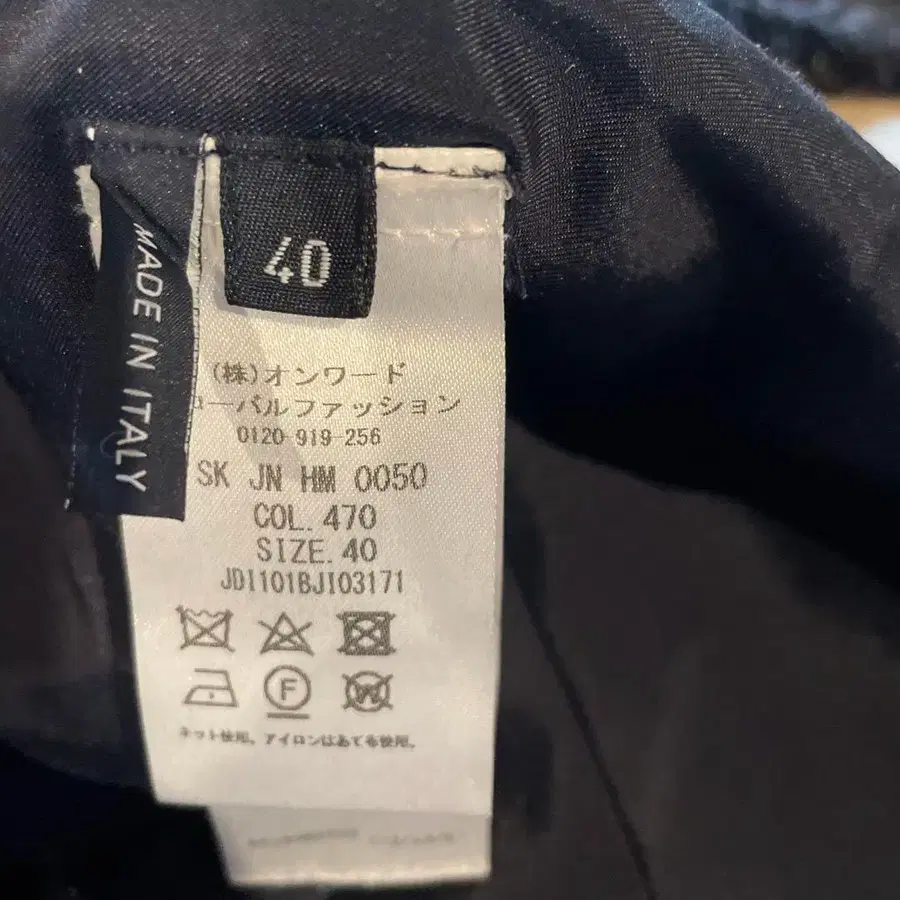 40
MADE IN ITALY
(株)オンワード
ローバルファッション
0120-919-256
SK JN HM 0050
COL. 470
SIZE. 40
JDI101BJI03171
F
W
ネット使用。アイロンはあて布使用。